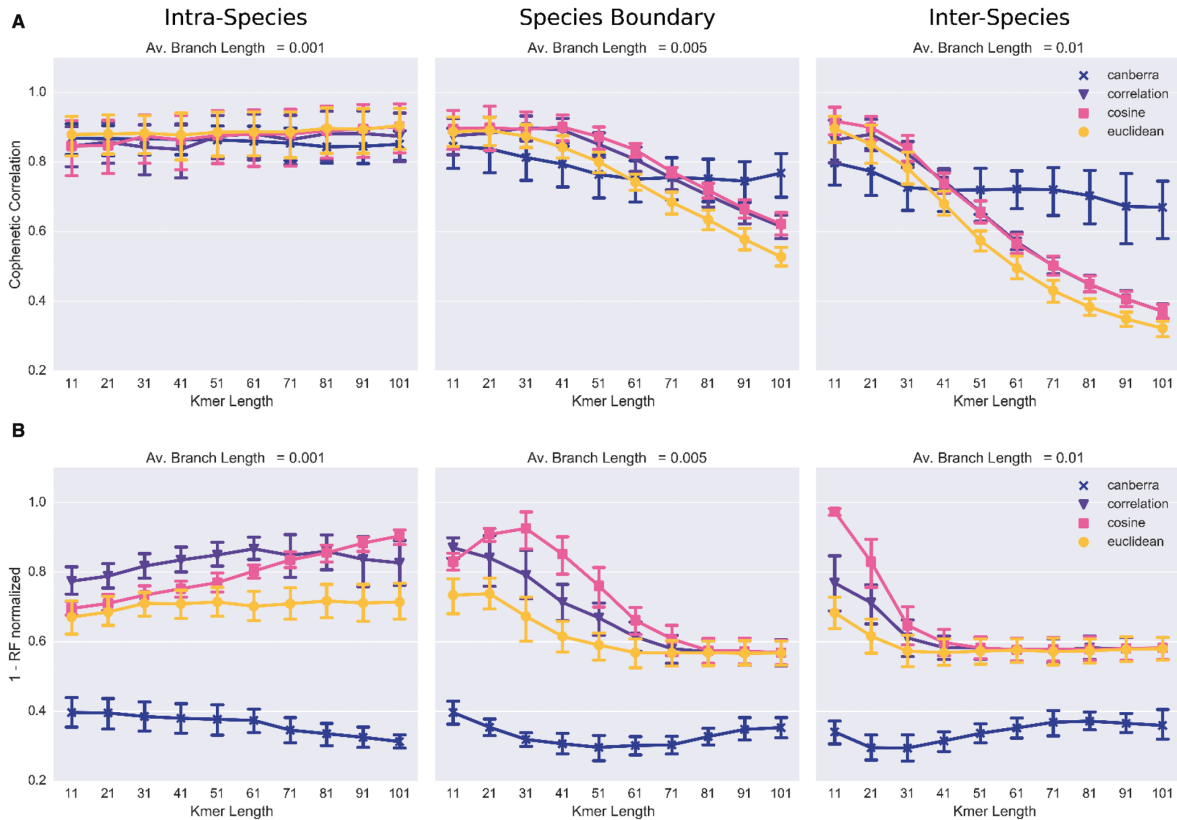 Intra-Species Species Boundary Inter-Species
A
Av. Branch Length = 0.001 Av. Branch Length = 0.005 Av. Branch Length = 0.01
canberra
correlation
cosine
euclidean
Cophenetic Correlation
1.0
0.8
0.6
0.4
0.2
11 21 31 41 51 61 71 81 91 101 11 21 31 41 51 61 71 81 91 101 11 21 31 41 51 61 71 81 91 101
Kmer Length Kmer Length Kmer Length
B
Av. Branch Length = 0.001 Av. Branch Length = 0.005 Av. Branch Length = 0.01
canberra
correlation
cosine
euclidean
1 - RF normalized
1.0
0.8
0.6
0.4
0.2
11 21 31 41 51 61 71 81 91 101 11 21 31 41 51 61 71 81 91 101 11 21 31 41 51 61 71 81 91 101
Kmer Length Kmer Length Kmer Length